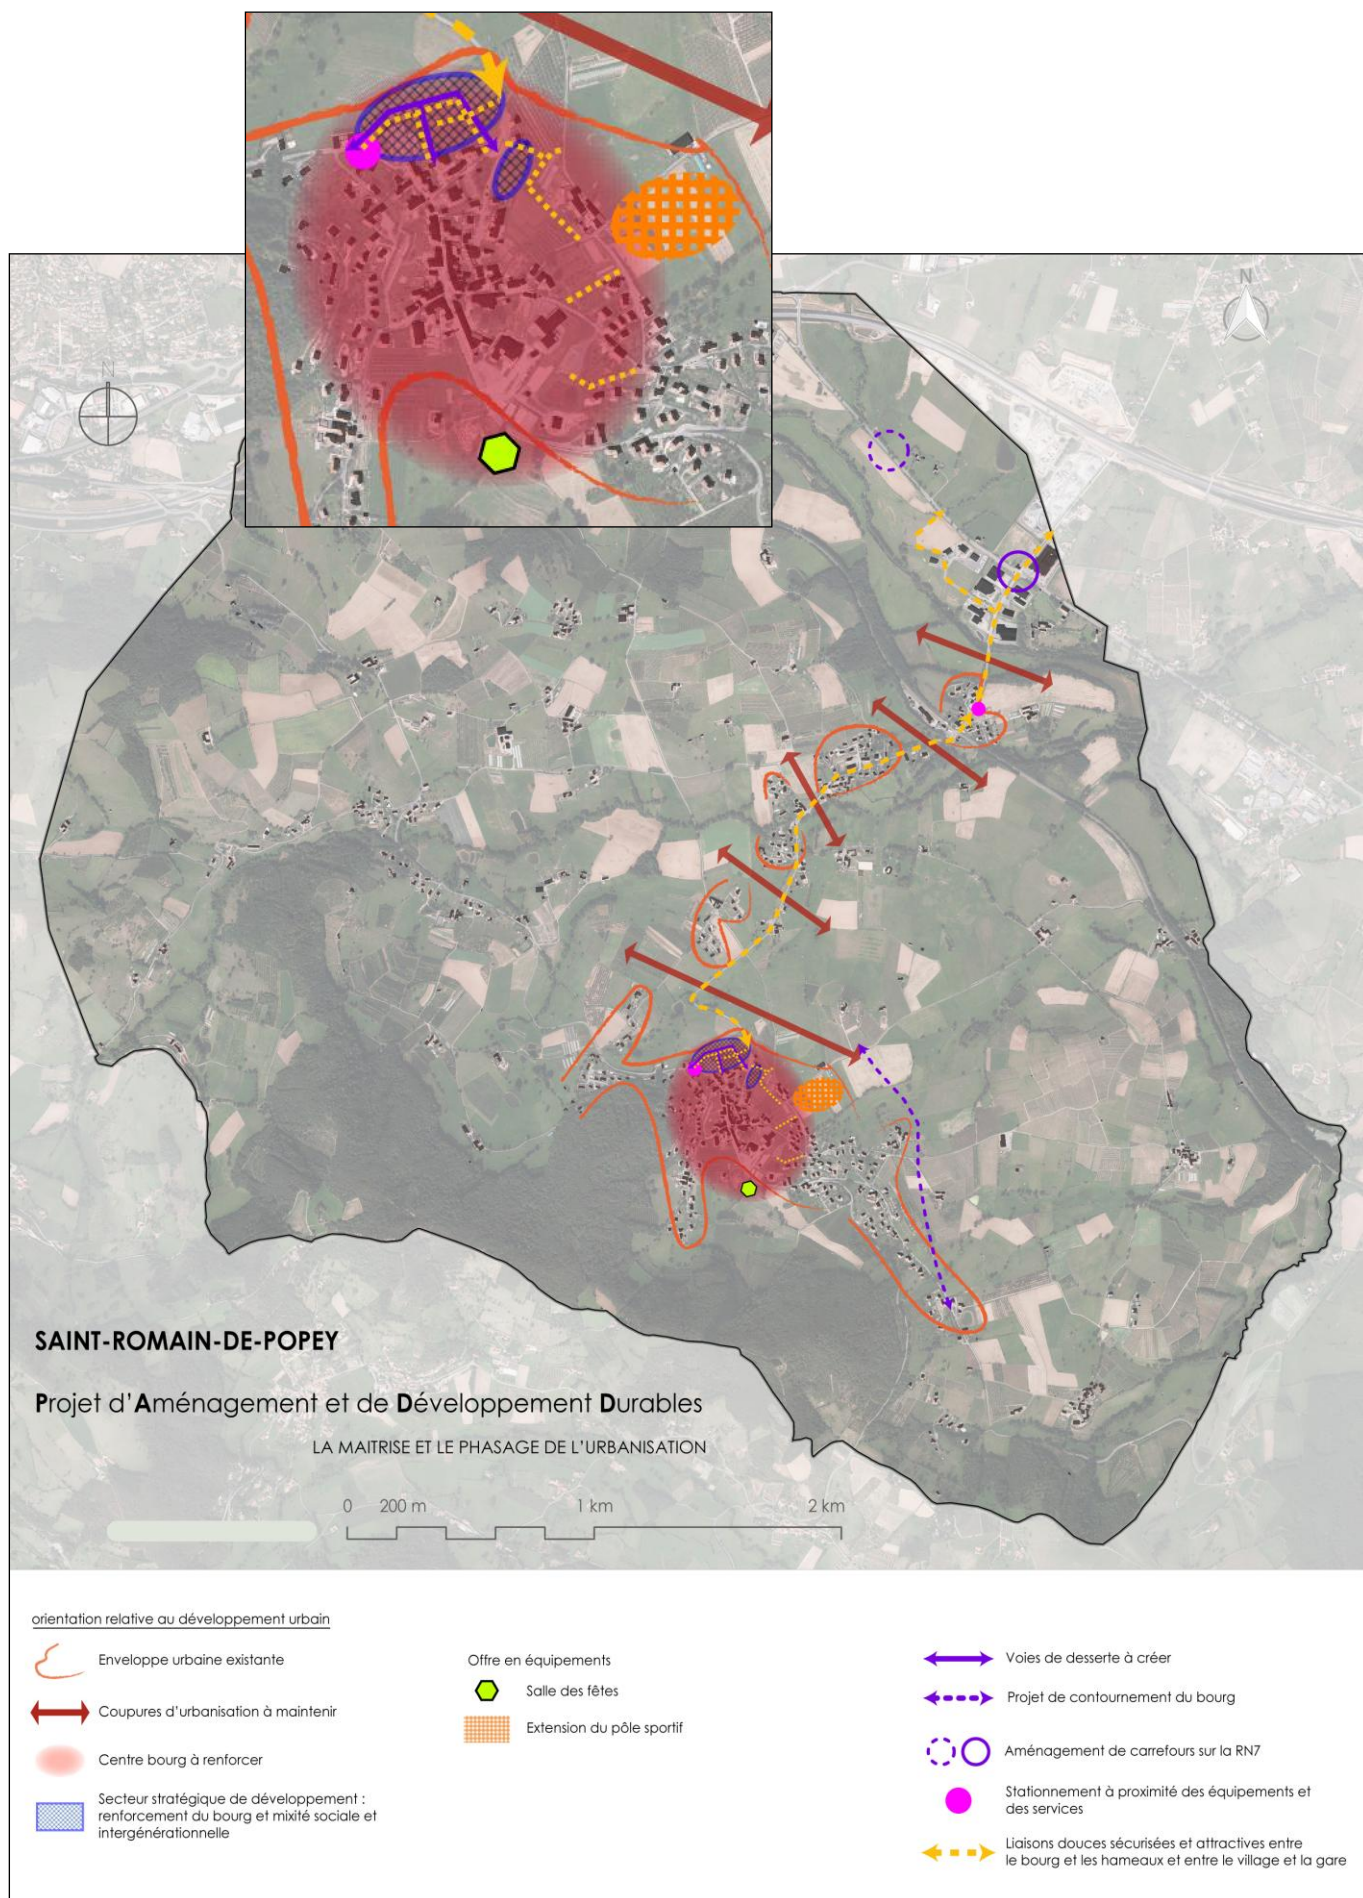 N
N
SAINT-ROMAIN-DE-POPEY
Projet d'Aménagement et de Développement Durables
LA MAITRISE ET LE PHASAGE DE L'URBANISATION
0 200 m 1 km 2 km
orientation relative au développement urbain
Enveloppe urbaine existante
Coupures d'urbanisation à maintenir
Centre bourg à renforcer
Secteur stratégique de développement :
renforcement du bourg et mixité sociale et
intergénérationnelle
Offre en équipements
Salle des fêtes
Extension du pôle sportif
Voies de desserte à créer
Projet de contournement du bourg
Aménagement de carrefours sur la RN7
Stationnement à proximité des équipements et
des services
Liaisons douces sécurisées et attractives entre
le bourg et les hameaux et entre le village et la gare